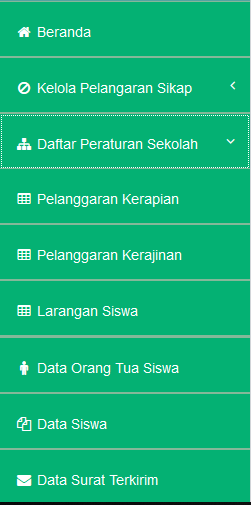 Beranda
Kelola Pelangaran Sikap
Daftar Peraturan Sekolah
Pelanggaran Kerapian
Pelanggaran Kerajinan
Larangan Siswa
Data Orang Tua Siswa
Data Siswa
Data Surat Terkirim